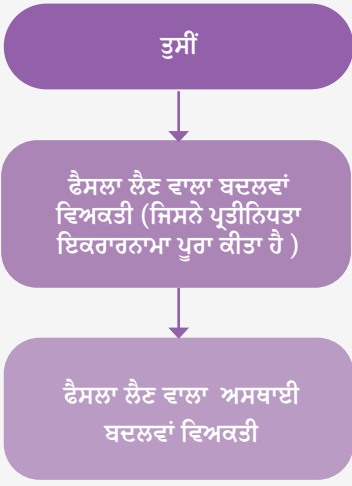 ਤੁਸੀਂ
ਫੈਸਲਾ ਲੈਣ ਵਾਲਾ ਬਦਲਵਾਂ
ਵਿਅਕਤੀ (ਜਿਸਨੇ ਪ੍ਰਤੀਨਿਧਤਾ
ਇਕਰਾਰਨਾਮਾ ਪੂਰਾ ਕੀਤਾ ਹੈ )
ਫੈਸਲਾ ਲੈਣ ਵਾਲਾ ਅਸਥਾਈ
ਬਦਲਵਾਂ ਵਿਅਕਤੀ